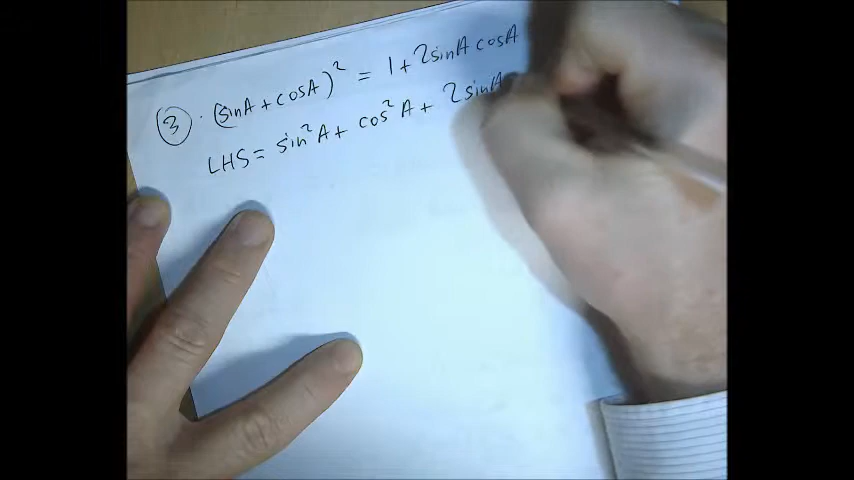 ③ . (sinA + cosA)² = 1 + 2sinA cosA
LHS = sin²A + cos²A + 2sinA